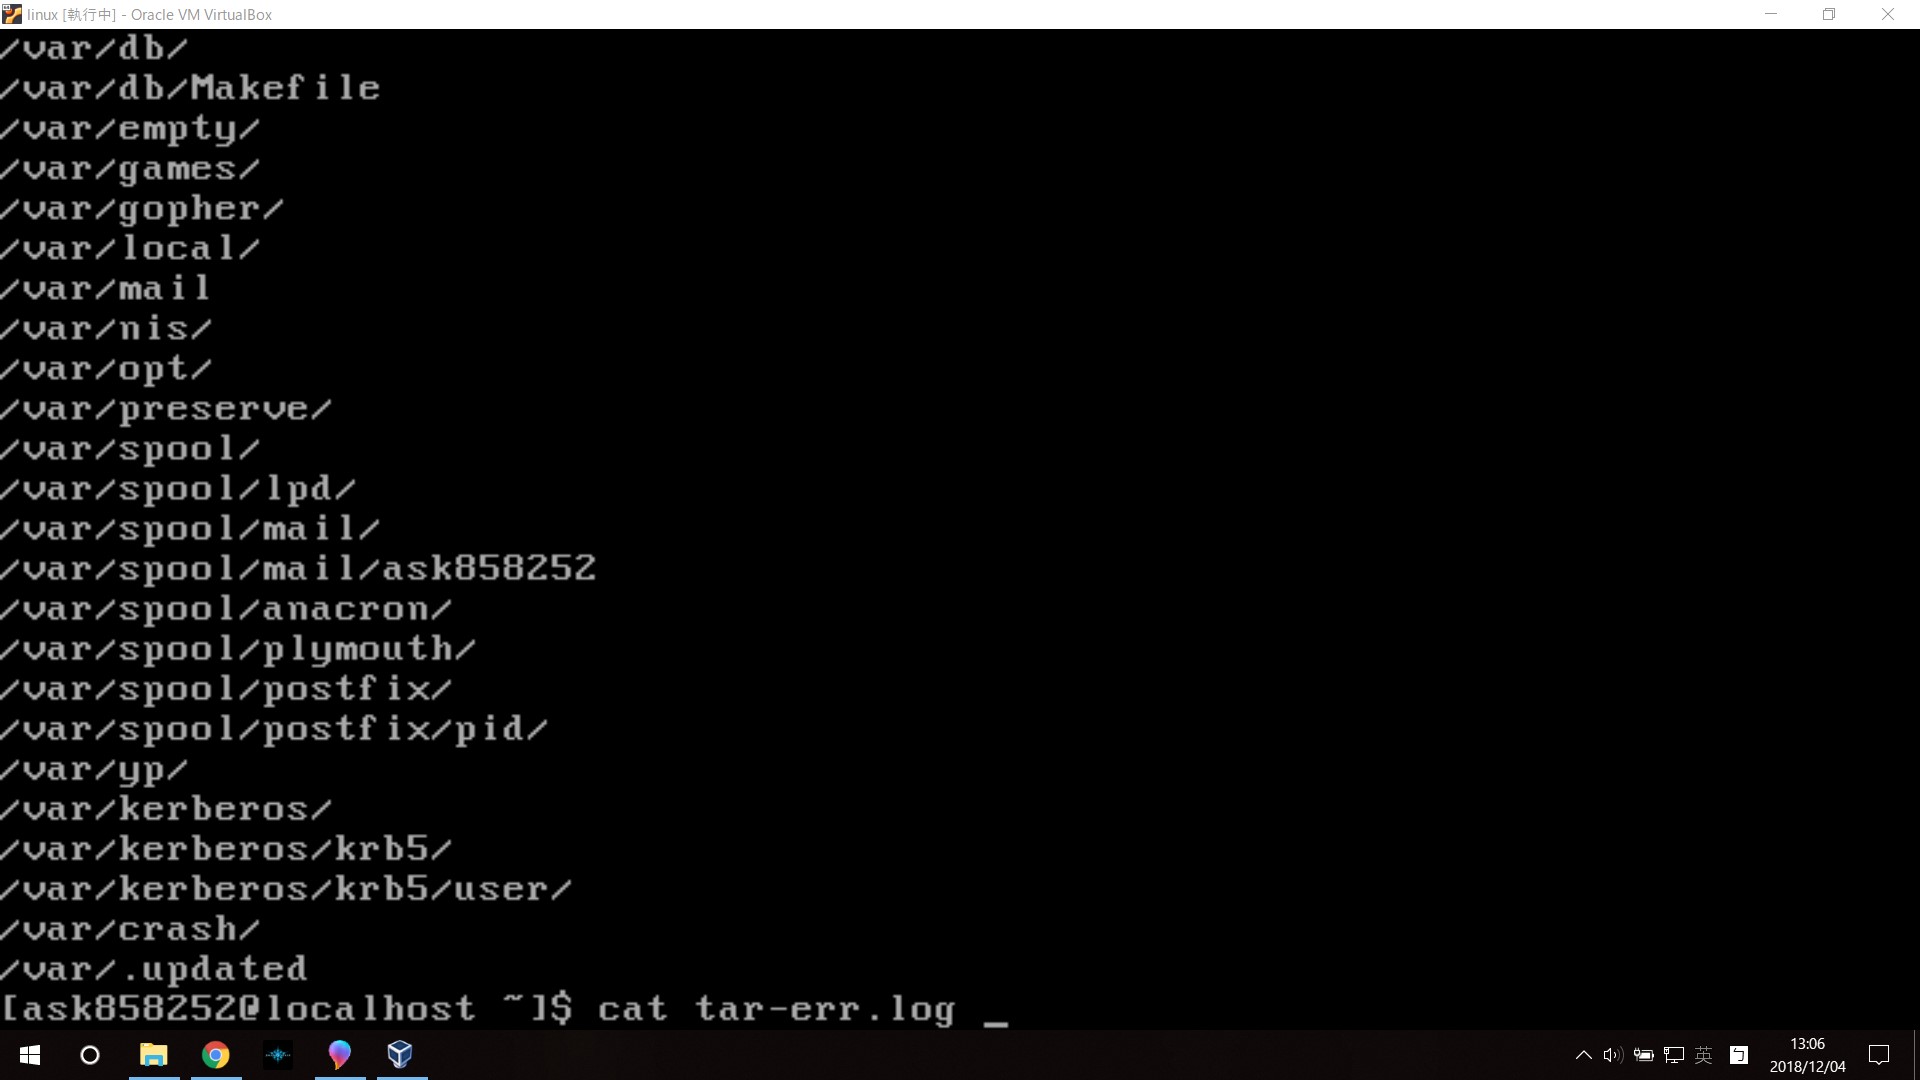 linux [執行中] - Oracle VM VirtualBox
/var/db/
/var/db/Makefile
/var/empty/
/var/games/
/var/gopher/
/var/local/
/var/mail
/var/nis/
/var/opt/
/var/preserve/
/var/spool/
/var/spool/lpd/
/var/spool/mail/
/var/spool/mail/ask858252
/var/spool/anacron/
/var/spool/plymouth/
/var/spool/postfix/
/var/spool/postfix/pid/
/var/yp/
/var/kerberos/
/var/kerberos/krb5/
/var/kerberos/krb5/user/
/var/crash/
/var/.updated
[ask858252@localhost ~]$ cat tar-err.log _
英
ㄅ
13:06
2018/12/04